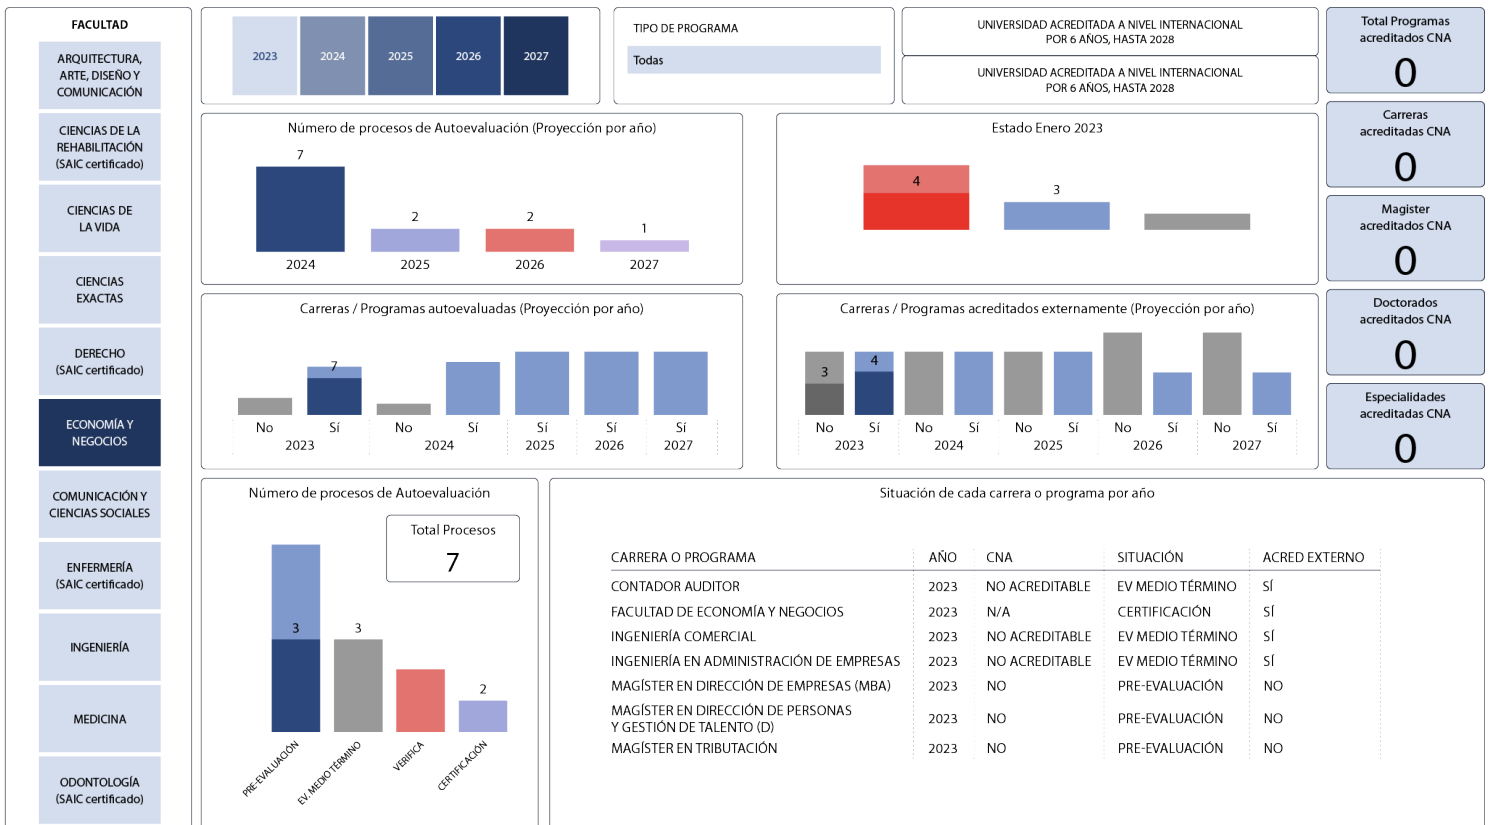 FACULTAD
ARQUITECTURA,
ARTE, DISEÑO Y
COMUNICACIÓN
CIENCIAS DE LA
REHABILITACIÓN
(SAIC certificado)
CIENCIAS DE
LA VIDA
CIENCIAS
EXACTAS
DERECHO
(SAIC certificado)
ECONOMÍA Y
NEGOCIOS
COMUNICACIÓN Y
CIENCIAS SOCIALES
ENFERMERÍA
(SAIC certificado)
INGENIERÍA
MEDICINA
ODONTOLOGÍA
(SAIC certificado)
2023 2024 2025 2026 2027
TIPO DE PROGRAMA
Todas
UNIVERSIDAD ACREDITADA A NIVEL INTERNACIONAL
POR 6 AÑOS, HASTA 2028
UNIVERSIDAD ACREDITADA A NIVEL INTERNACIONAL
POR 6 AÑOS, HASTA 2028
Total Programas
acreditados CNA
0
Carreras
acreditadas CNA
0
Magister
acreditados CNA
0
Doctorados
acreditados CNA
0
Especialidades
acreditadas CNA
0
Número de procesos de Autoevaluación (Proyección por año)
7 2 2 1
2024 2025 2026 2027
Estado Enero 2023
4 3
Carreras / Programas autoevaluadas (Proyección por año)
7
No Sí No Sí Sí Sí Sí
2023 2024 2025 2026 2027
Carreras / Programas acreditados externamente (Proyección por año)
3 4
No Sí No Sí No Sí No Sí No Sí
2023 2024 2025 2026 2027
Número de procesos de Autoevaluación
Total Procesos
7
3 3 2
PRE-EVALUACIÓN EV. MEDIO TÉRMINO VERIFICA CERTIFICACIÓN
Situación de cada carrera o programa por año
CARRERA O PROGRAMA AÑO CNA SITUACIÓN ACRED EXTERNO
CONTADOR AUDITOR 2023 NO ACREDITABLE EV MEDIO TÉRMINO SÍ
FACULTAD DE ECONOMÍA Y NEGOCIOS 2023 N/A CERTIFICACIÓN SÍ
INGENIERÍA COMERCIAL 2023 NO ACREDITABLE EV MEDIO TÉRMINO SÍ
INGENIERÍA EN ADMINISTRACIÓN DE EMPRESAS 2023 NO ACREDITABLE EV MEDIO TÉRMINO SÍ
MAGÍSTER EN DIRECCIÓN DE EMPRESAS (MBA) 2023 NO PRE-EVALUACIÓN NO
MAGÍSTER EN DIRECCIÓN DE PERSONAS
Y GESTIÓN DE TALENTO (D) 2023 NO PRE-EVALUACIÓN NO
MAGÍSTER EN TRIBUTACIÓN 2023 NO PRE-EVALUACIÓN NO